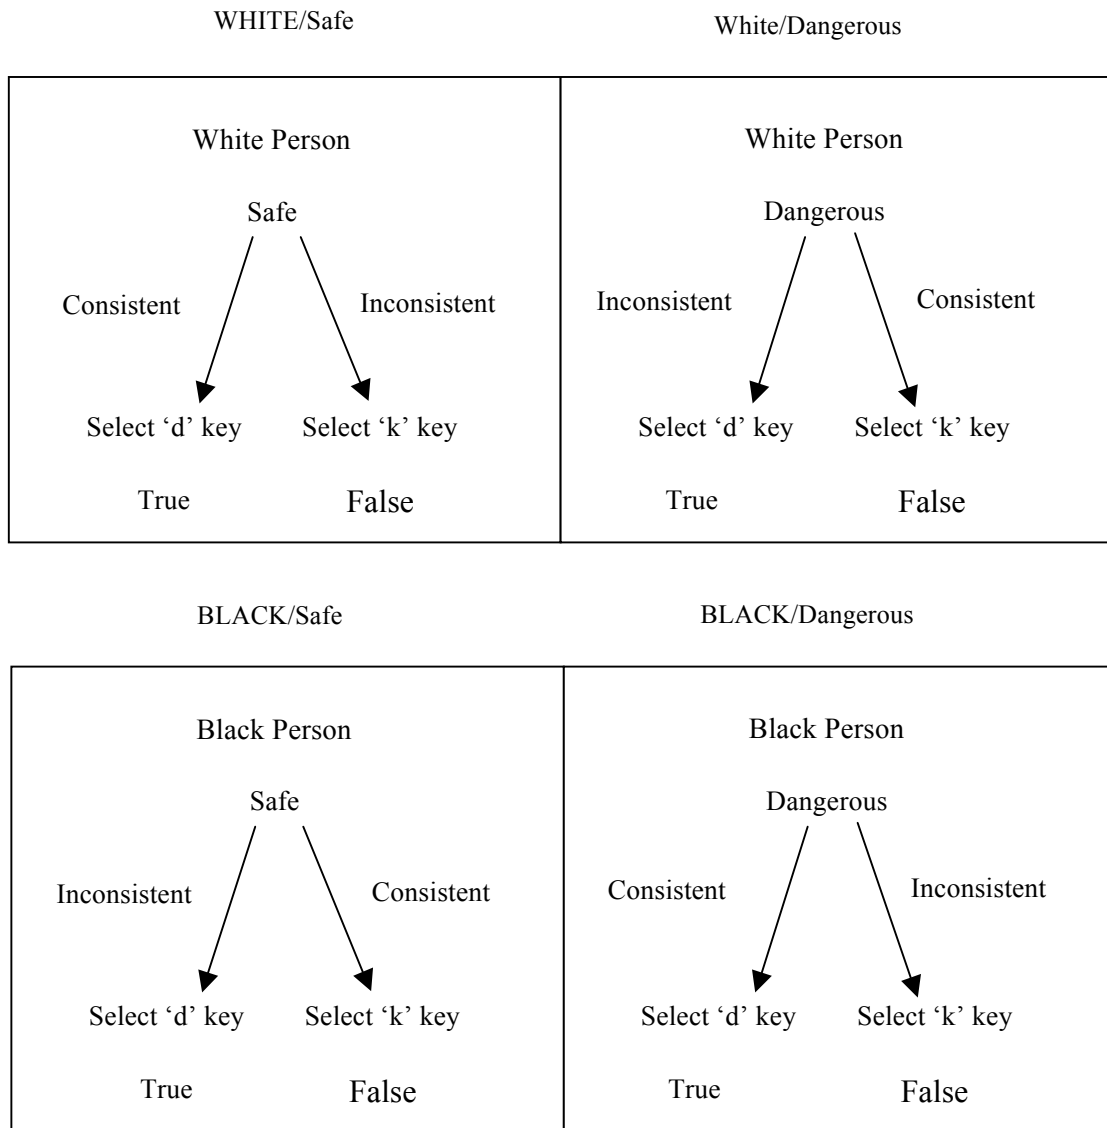 WHITE/Safe
White/Dangerous
White Person
Safe
Consistent
Inconsistent
Select ‘d’ key
Select ‘k’ key
True
False
White Person
Dangerous
Inconsistent
Consistent
Select ‘d’ key
Select ‘k’ key
True
False
BLACK/Safe
BLACK/Dangerous
Black Person
Safe
Inconsistent
Consistent
Select ‘d’ key
Select ‘k’ key
True
False
Black Person
Dangerous
Consistent
Inconsistent
Select ‘d’ key
Select ‘k’ key
True
False